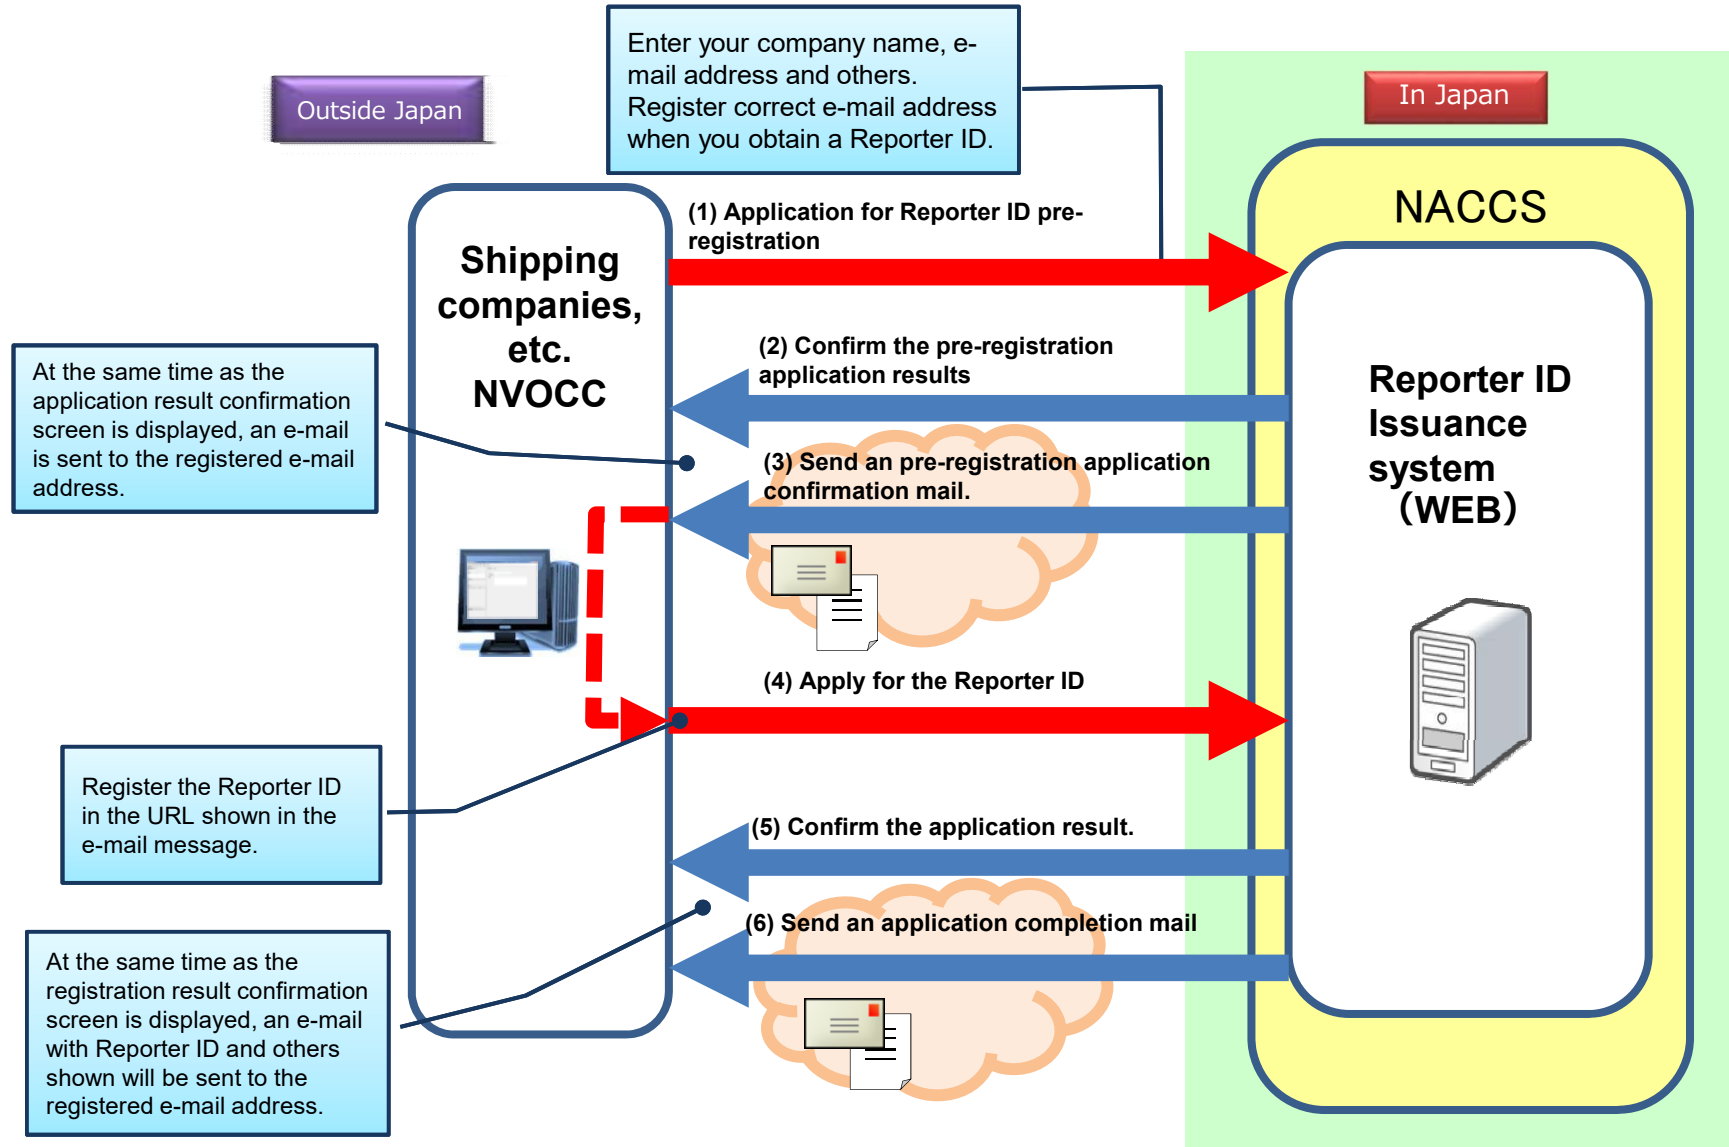 Enter your company name, e-
mail address and others.
Register correct e-mail address
when you obtain a Reporter ID.
Outside Japan
In Japan
NACCS
(1) Application for Reporter ID pre-
registration
Shipping
companies,
etc.
NVOCC
(2) Confirm the pre-registration
application results
At the same time as the
application result confirmation
screen is displayed, an e-mail
is sent to the registered e-mail
address.
Reporter ID
Issuance
system
（WEB）
(3) Send an pre-registration application
confirmation mail.
(4) Apply for the Reporter ID
Register the Reporter ID
in the URL shown in the
e-mail message.
(5) Confirm the application result.
(6) Send an application completion mail
At the same time as the
registration result confirmation
screen is displayed, an e-mail
with Reporter ID and others
shown will be sent to the
registered e-mail address.